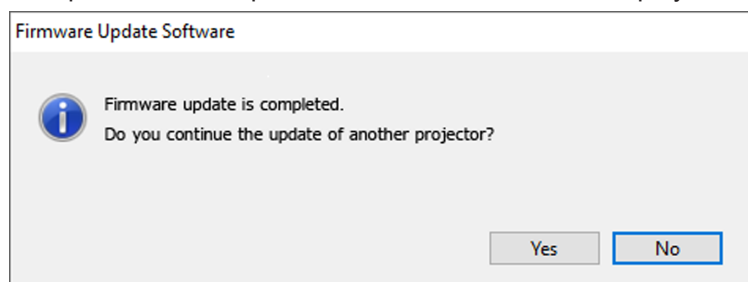 Firmware Update Software
Firmware update is completed.
Do you continue the update of another projector?
Yes
No